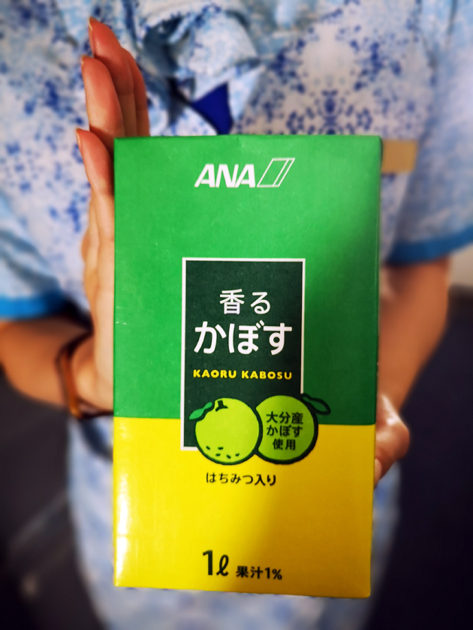 ANA
香る
かぼす
KAORU KABOSU
大分産
かぼす
使用
はちみつ入り
1ℓ 果汁1%